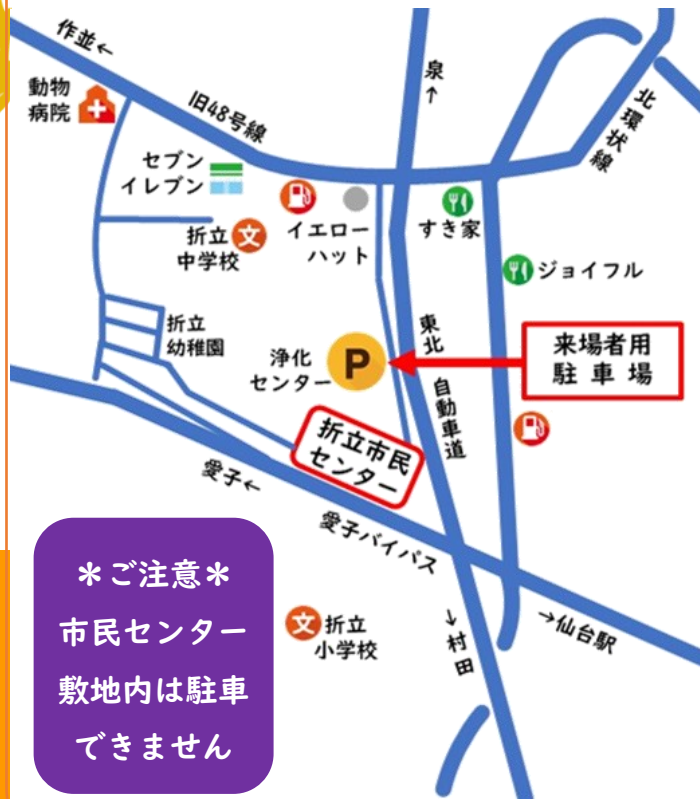 作並←
動物
病院
旧48号線
泉
↑
北環状線
セブン
イレブン
折立
中学校
文
イエロー
ハット
すき家
ジョイフル
折立
幼稚園
浄化
センター
P
東北 自動車道
来場者用
駐車場
折立市民
センター
愛子←
愛子バイパス
＊ご注意＊
市民センター
敷地内は駐車
できません
文
折立
小学校
↓村田
→仙台駅